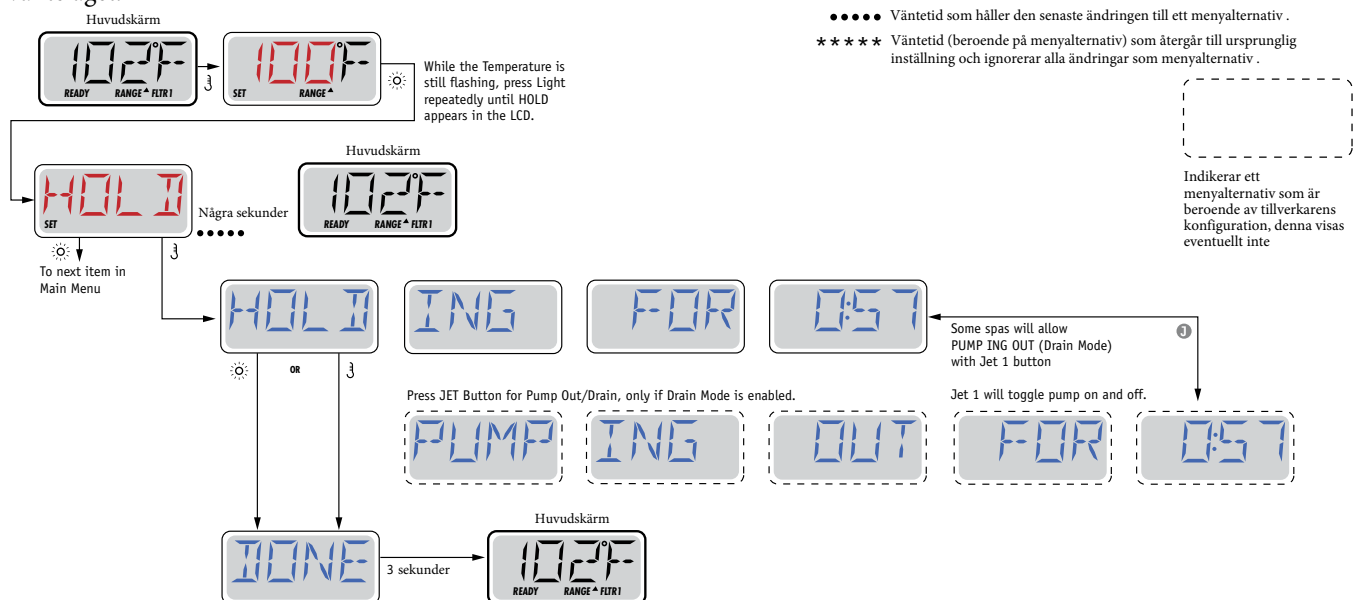 Huvudskärm
102°F
READY RANGE FLTR1
100°F
SET RANGE
While the Temperature is
still flashing, press Light
repeatedly until HOLD
appears in the LCD.
●●●●● Väntetid som håller den senaste ändringen till ett menyalternativ .
***** Väntetid (beroende på menyalternativ) som återgår till ursprunglig
inställning och ignorerar alla ändringar som menyalternativ .
Indikerar ett
menyalternativ som är
beroende av tillverkarens
konfiguration, denna visas
eventuellt inte
HOLD
SET
Några sekunder
●●●●●
Huvudskärm
102°F
READY RANGE FLTR1
To next item in
Main Menu
HOLD
ING
FOR
0:57
Some spas will allow
PUMP ING OUT (Drain Mode)
with Jet 1 button
J
OR
Press JET Button for Pump Out/Drain, only if Drain Mode is enabled.
Jet 1 will toggle pump on and off.
PUMP
ING
OUT
FOR
0:57
DONE
3 sekunder
Huvudskärm
102°F
READY RANGE FLTR1